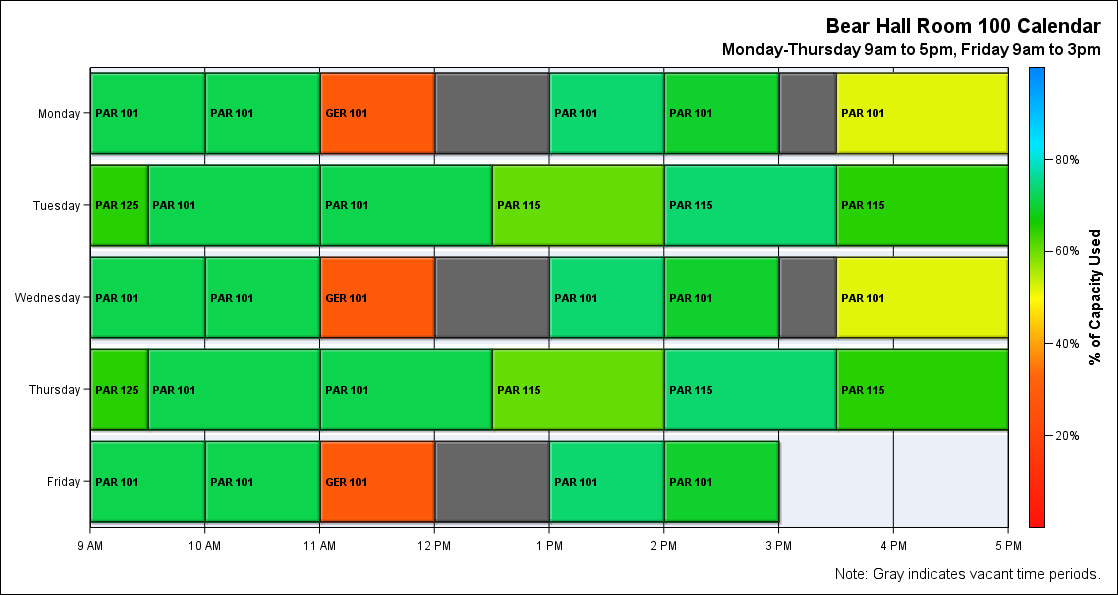 Bear Hall Room 100 Calendar
Monday-Thursday 9am to 5pm, Friday 9am to 3pm
Monday
PAR 101
PAR 101
GER 101
PAR 101
PAR 101
PAR 101
80%
Tuesday
PAR 125
PAR 101
PAR 101
PAR 115
PAR 115
PAR 115
60%
% of Capacity Used
Wednesday
PAR 101
PAR 101
GER 101
PAR 101
PAR 101
PAR 101
40%
Thursday
PAR 125
PAR 101
PAR 101
PAR 115
PAR 115
PAR 115
20%
Friday
PAR 101
PAR 101
GER 101
PAR 101
PAR 101
9 AM
10 AM
11 AM
12 PM
1 PM
2 PM
3 PM
4 PM
5 PM
Note: Gray indicates vacant time periods.